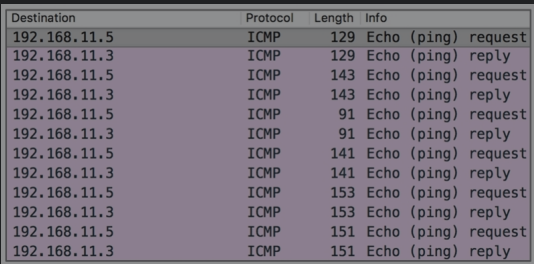 Destination Protocol Length Info
192.168.11.5 ICMP 129 Echo (ping) request
192.168.11.3 ICMP 129 Echo (ping) reply
192.168.11.5 ICMP 143 Echo (ping) request
192.168.11.3 ICMP 143 Echo (ping) reply
192.168.11.5 ICMP 91 Echo (ping) request
192.168.11.3 ICMP 91 Echo (ping) reply
192.168.11.5 ICMP 141 Echo (ping) request
192.168.11.3 ICMP 141 Echo (ping) reply
192.168.11.5 ICMP 153 Echo (ping) request
192.168.11.3 ICMP 153 Echo (ping) reply
192.168.11.5 ICMP 151 Echo (ping) request
192.168.11.3 ICMP 151 Echo (ping) reply